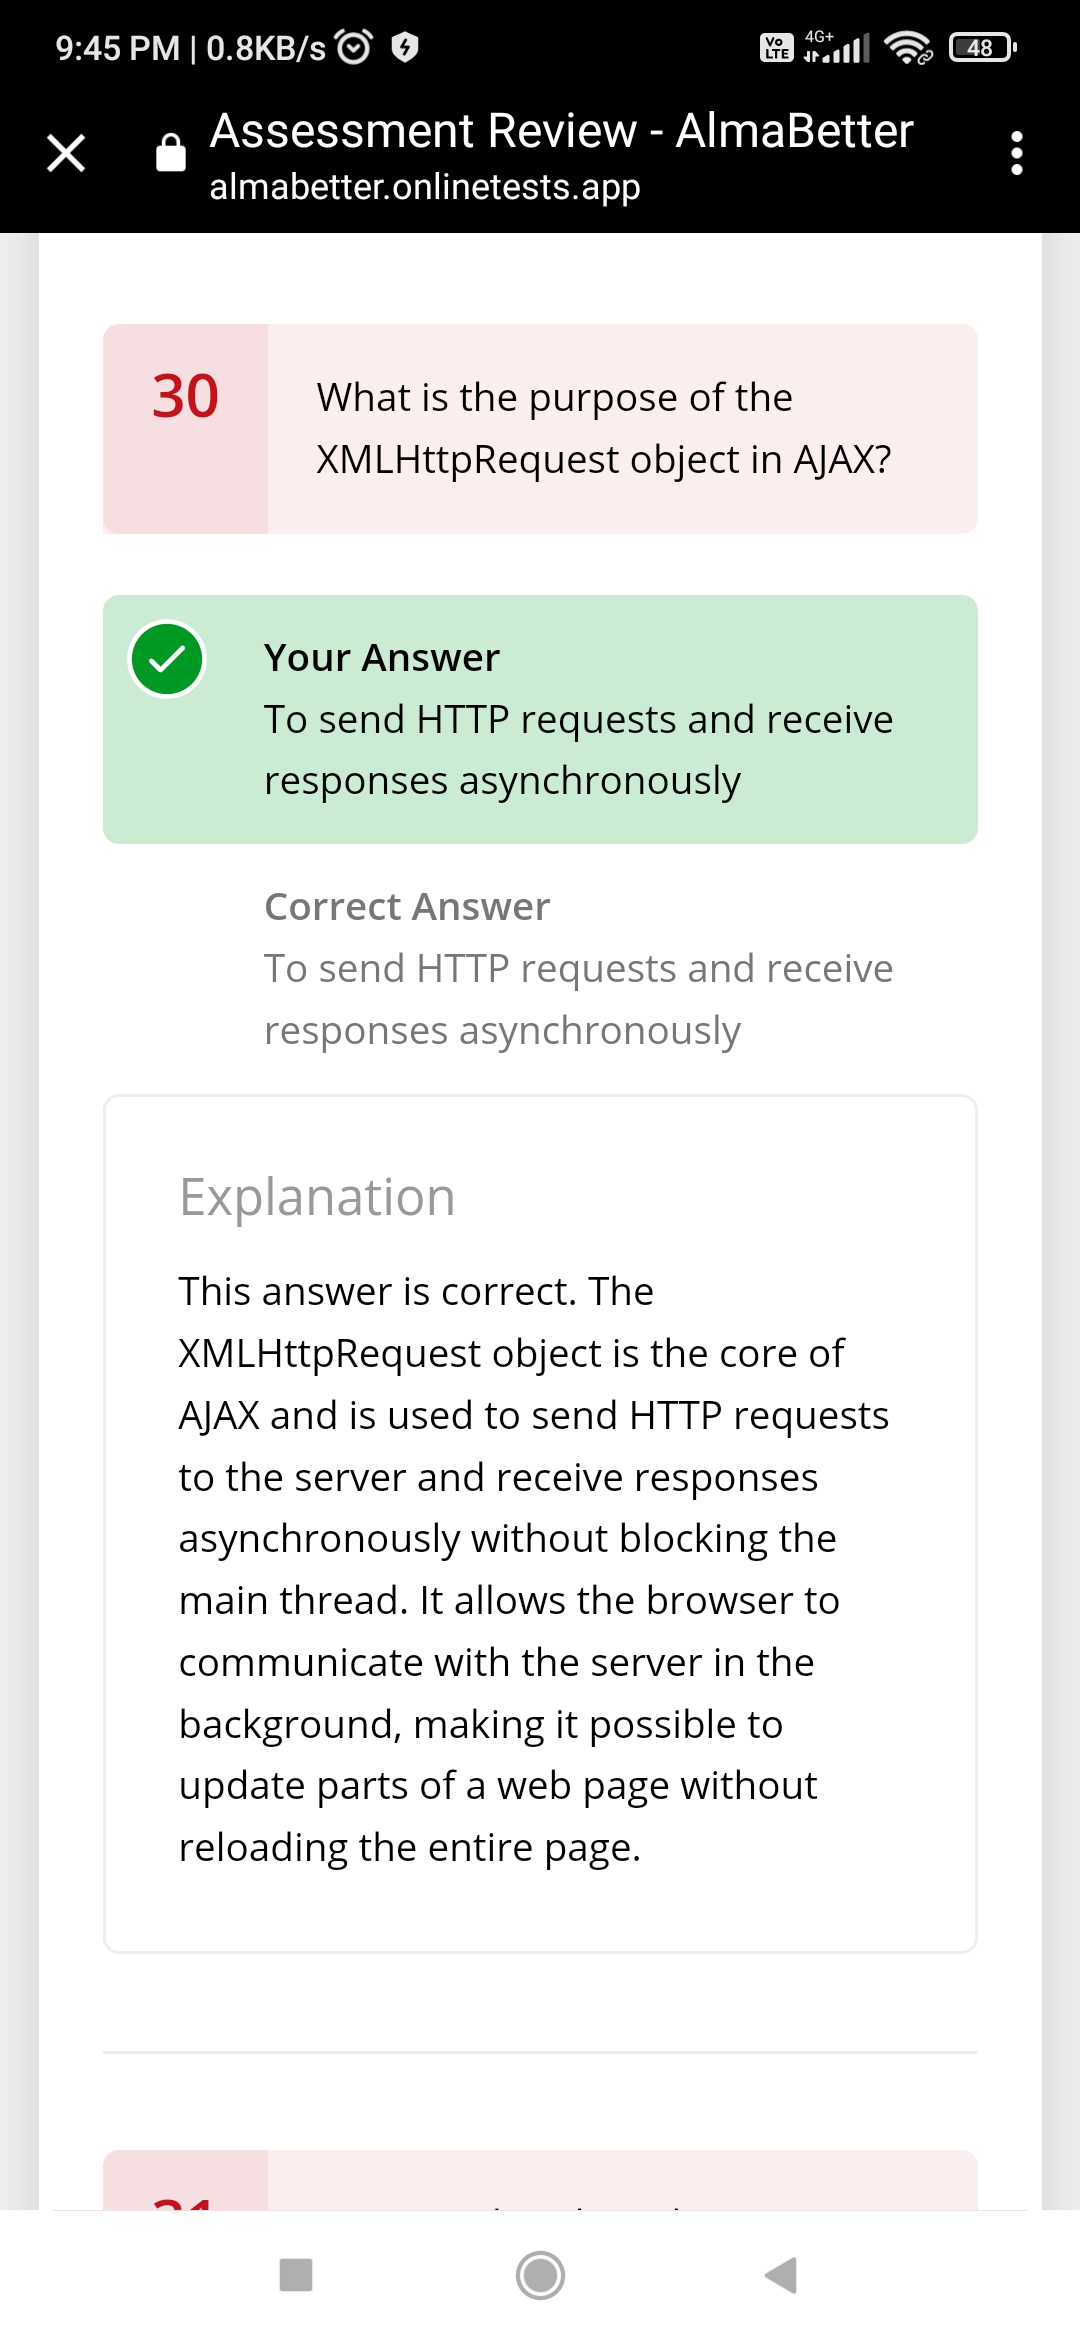 9:45 PM | 0.8KB/s
Vo LTE 4G+ 48
Assessment Review - AlmaBetter
almabetter.onlinetests.app
30
What is the purpose of the
XMLHttpRequest object in AJAX?
Your Answer
To send HTTP requests and receive
responses asynchronously
Correct Answer
To send HTTP requests and receive
responses asynchronously
Explanation
This answer is correct. The
XMLHttpRequest object is the core of
AJAX and is used to send HTTP requests
to the server and receive responses
asynchronously without blocking the
main thread. It allows the browser to
communicate with the server in the
background, making it possible to
update parts of a web page without
reloading the entire page.
31